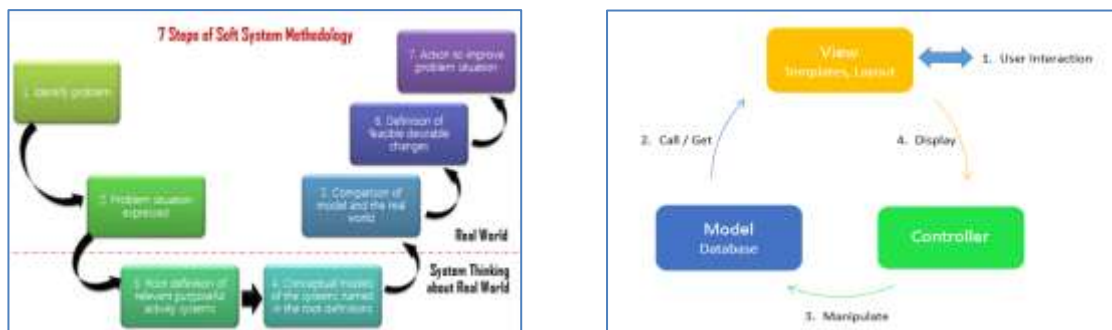 7 Steps of Soft System Methodology
7. Action to improve
problem situation
1. Identify problem
6. Definition of
feasible desirable
changes
2. Problem situation
expressed
5. Comparison of
model and the real
world
Real World
3. Root definition of
relevant purposeful
activity systems
4. Conceptual models
of the systems named
in the root definitions
System Thinking
about Real World
View
Templates, Layout
1. User Interaction
2. Call / Get
4. Display
Model
Database
Controller
3. Manipulate